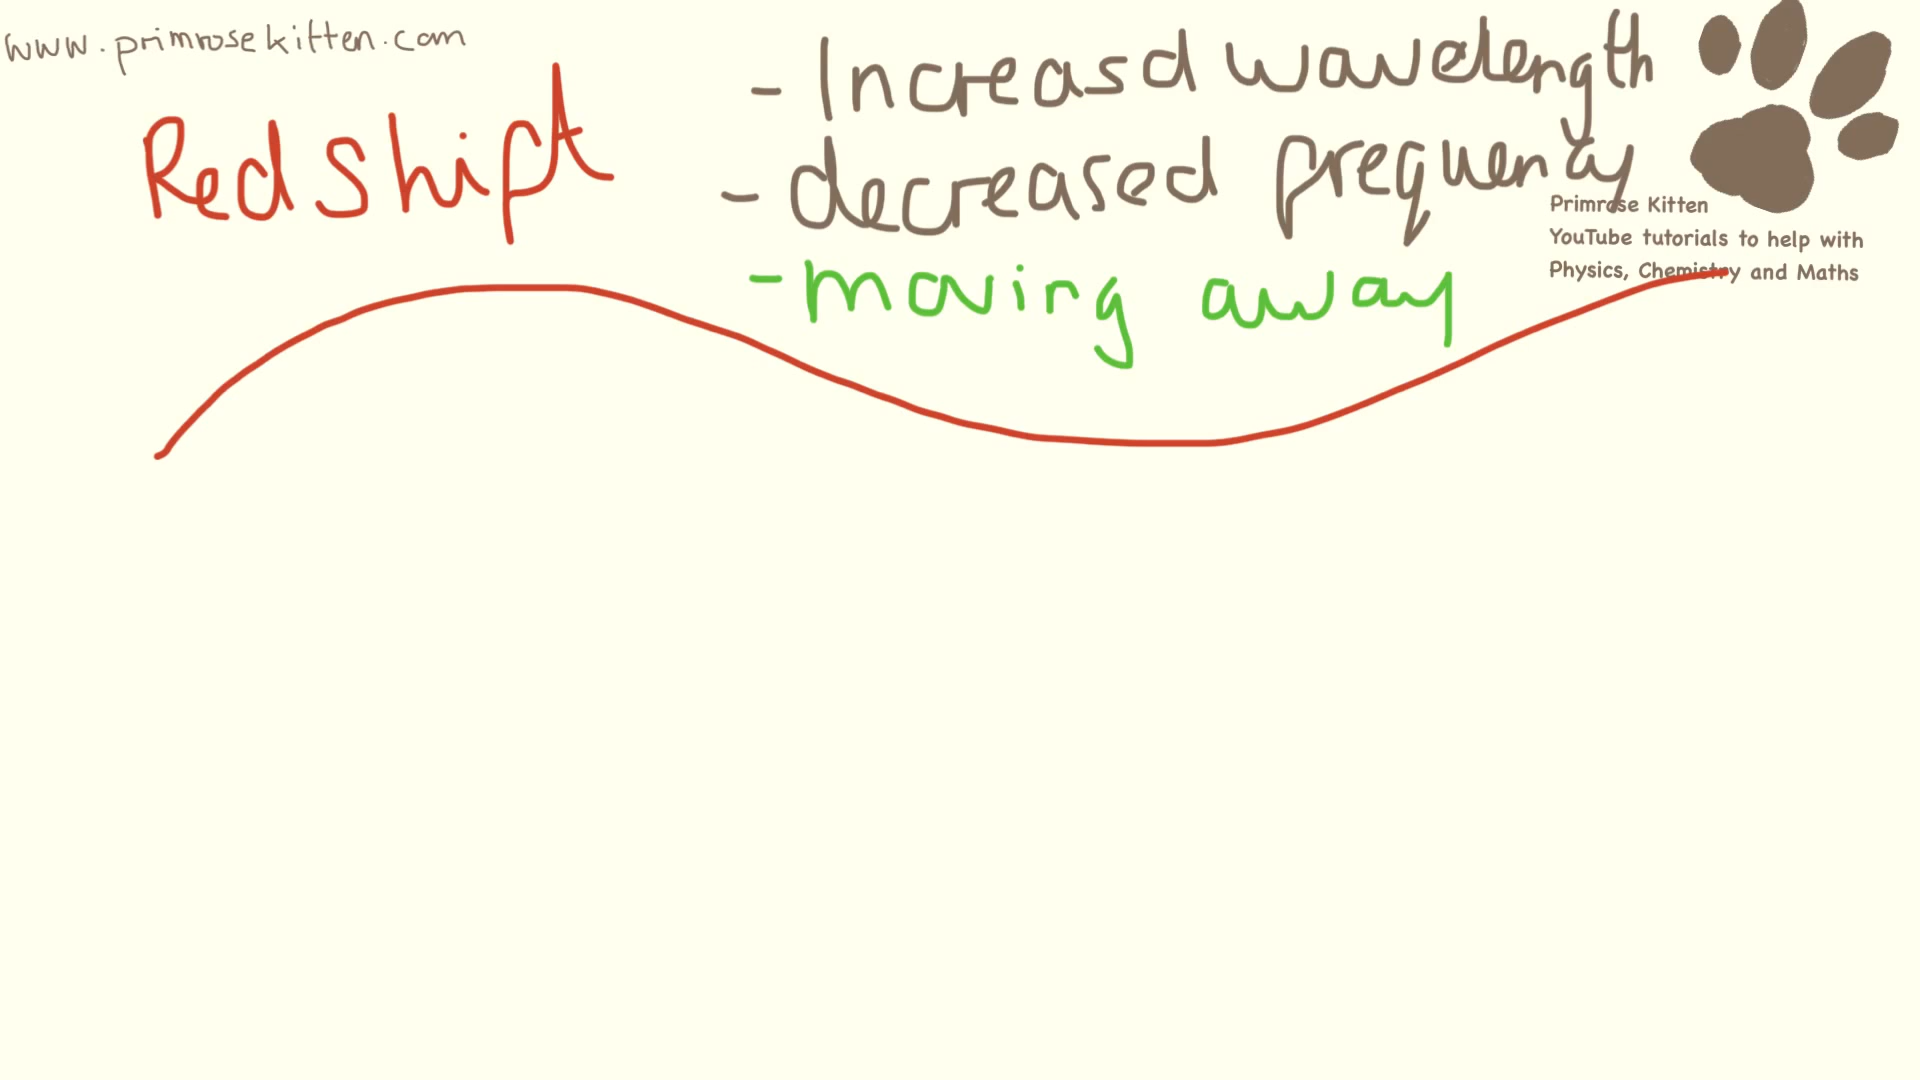 www.primrosekitten.com
Redshift
- Increasd wavelength
- decreased frequency
- moving away
Primrose Kitten
YouTube tutorials to help with
Physics, Chemistry and Maths